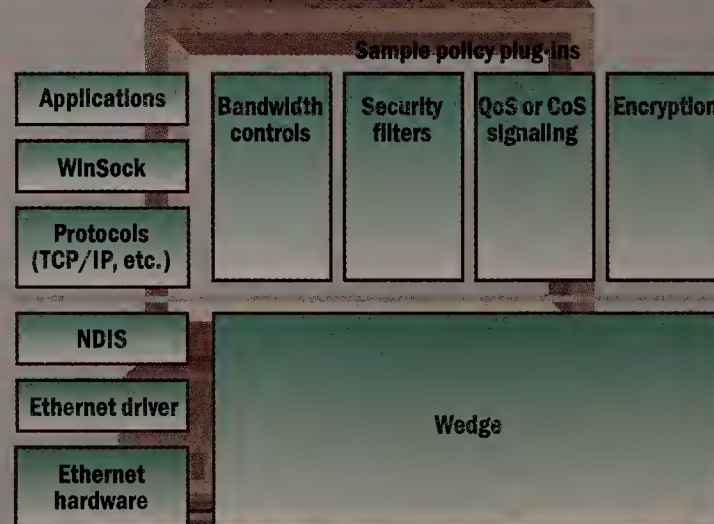 Sample policy plug-ins
Applications
WinSock
Protocols
(TCP/IP, etc.)
Bandwidth
controls
Security
filters
QoS or CoS
signaling
Encryption
NDIS
Ethernet driver
Ethernet
hardware
Wedge